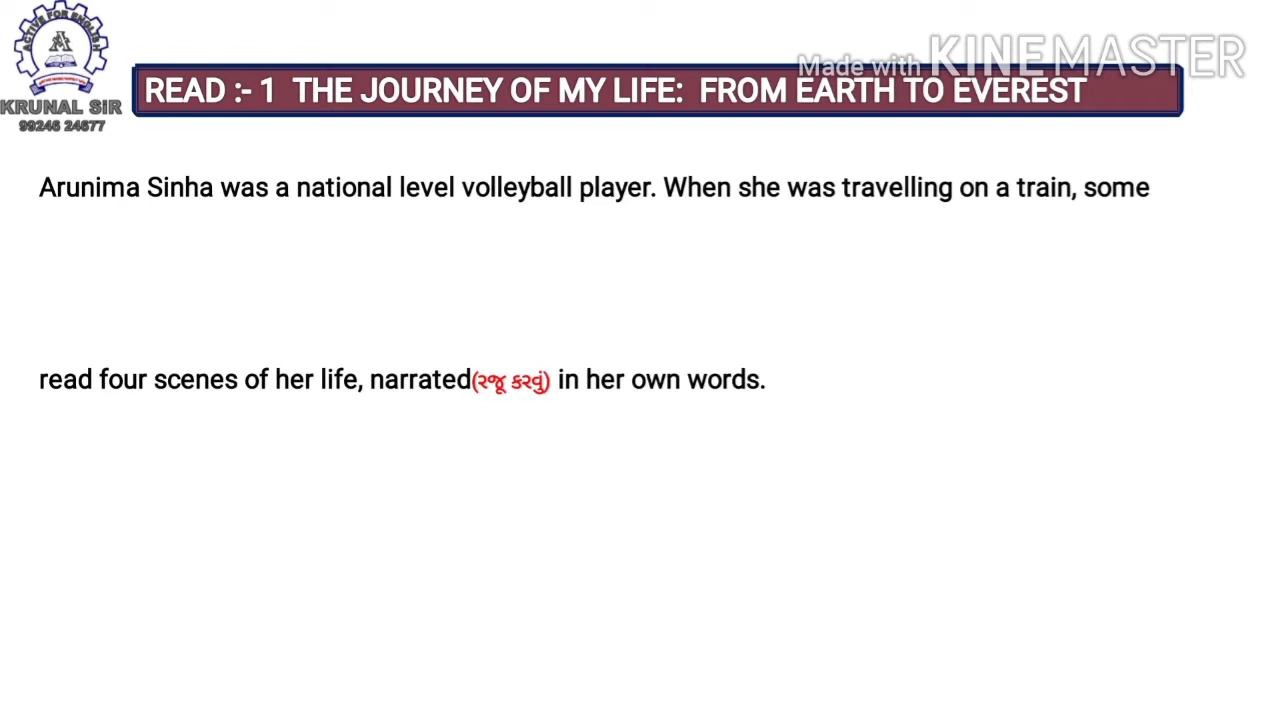 ACTIVE FOR ENGLISH
KRUNAL SIR
99246 24677
Made with KINEMASTER
READ :- 1 THE JOURNEY OF MY LIFE: FROM EARTH TO EVEREST
Arunima Sinha was a national level volleyball player. When she was travelling on a train, some
read four scenes of her life, narrated(રજૂ કરવું) in her own words.